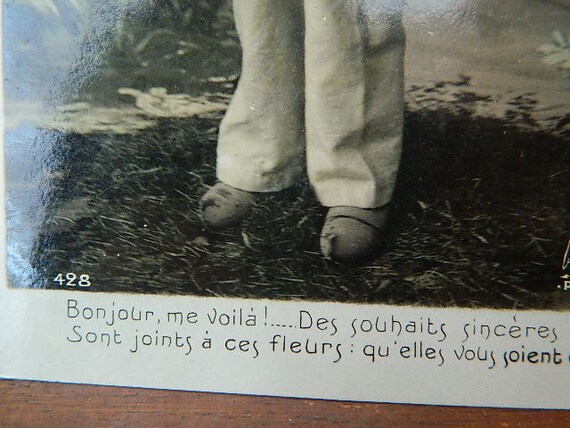 428
Bonjour, me voilà!.....Des souhaits sincères
Sont joints à ces fleurs : qu'elles vous soient